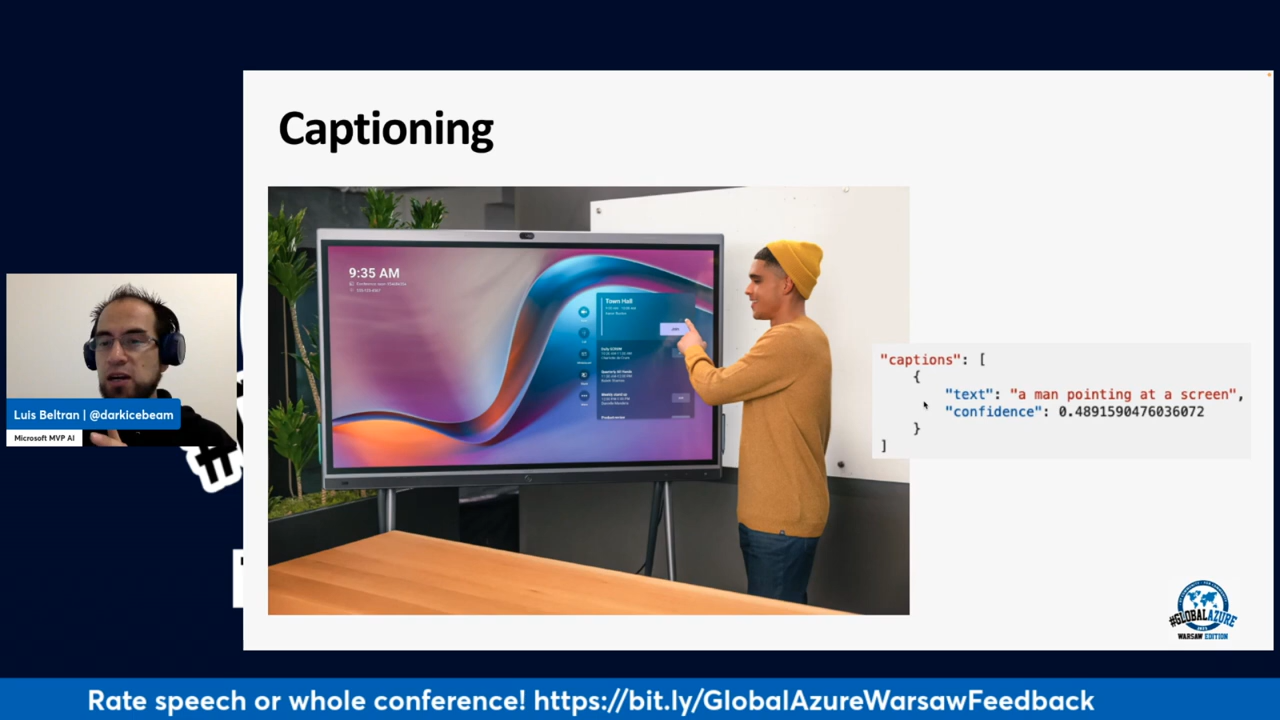 Captioning
9:35 AM
Town Hall
Join
"captions": [
{
"text": "a man pointing at a screen",
"confidence": 0.4891590476036072
}
]
Luis Beltran | @darkicebeam
Microsoft MVP AI
#GLOBALAZURE
WARSAW EDITION
Rate speech or whole conference! https://bit.ly/GlobalAzureWarsawFeedback